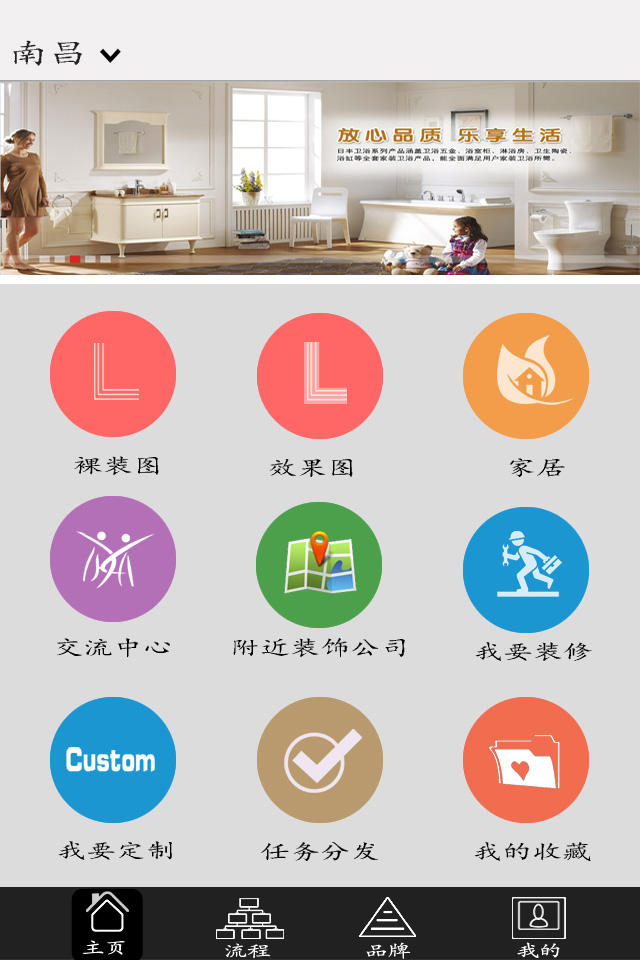 南昌
放心品质 乐享生活
日丰卫浴系列产品涵盖卫浴五金、浴室柜、淋浴房、卫生陶瓷、
浴缸等全套家装卫浴产品，能全面满足用户家装卫浴所需。
裸装图
效果图
家居
交流中心
附近装饰公司
我要装修
Custom
我要定制
任务分发
我的收藏
主页
流程
品牌
我的